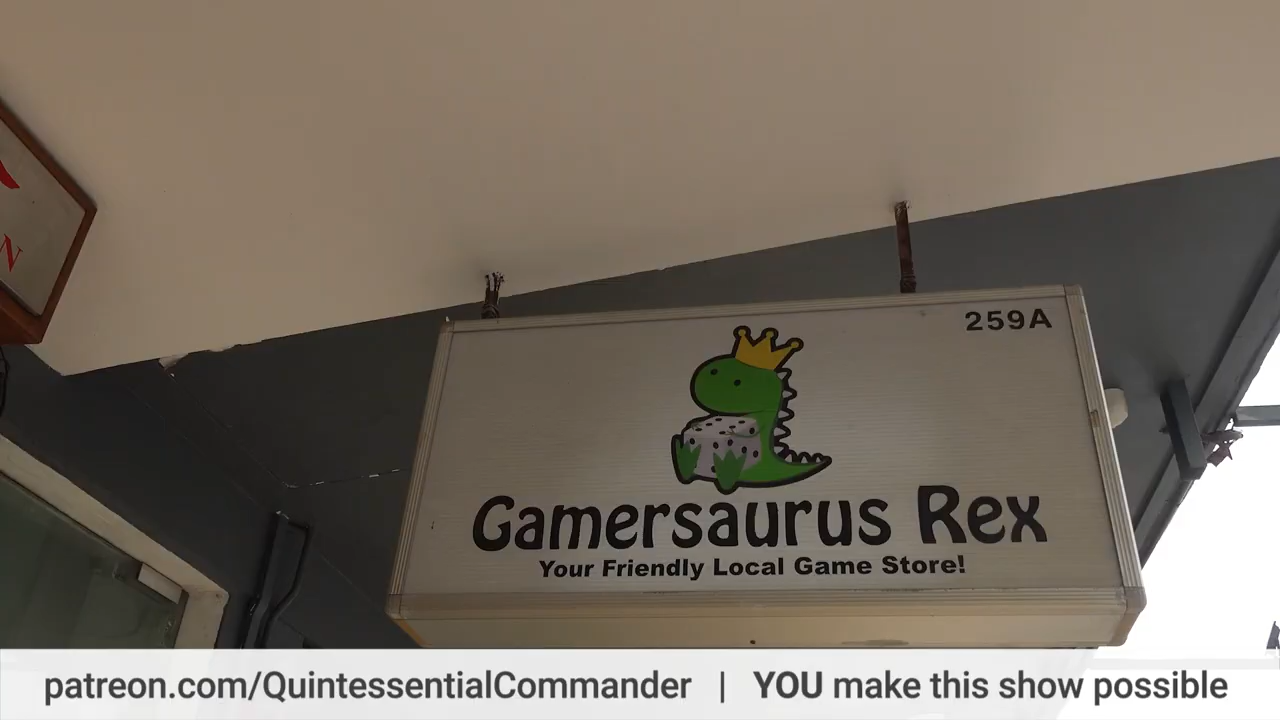 N
259A
Gamersaurus Rex
Your Friendly Local Game Store!
patreon.com/QuintessentialCommander | YOU make this show possible